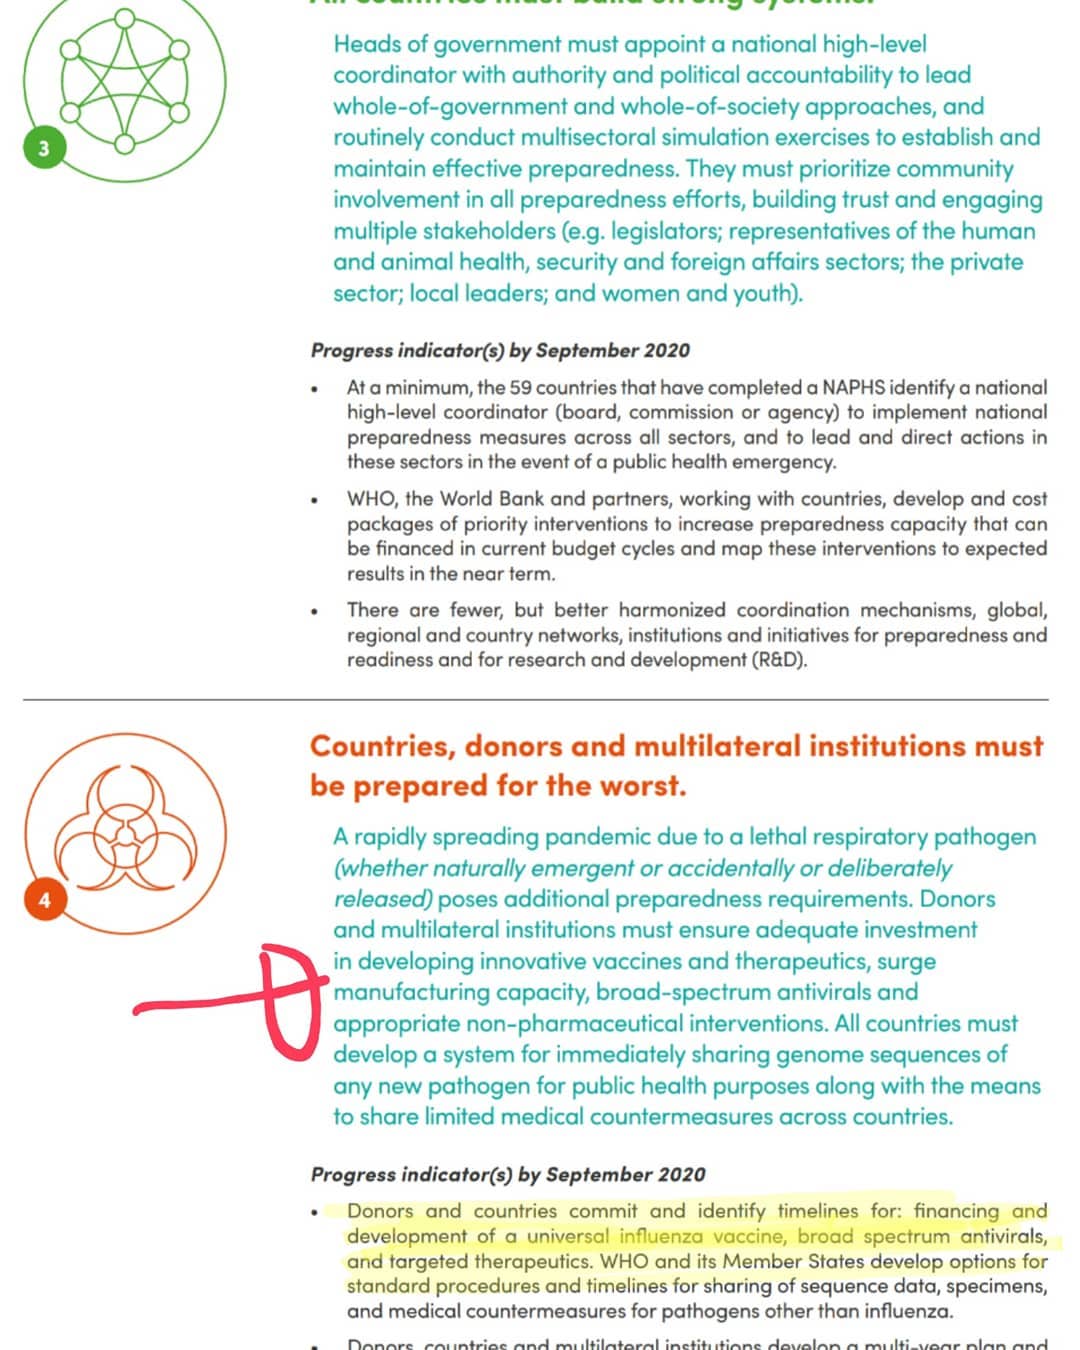 All countries must build strong systems.
Heads of government must appoint a national high-level
coordinator with authority and political accountability to lead
whole-of-government and whole-of-society approaches, and
routinely conduct multisectoral simulation exercises to establish and
maintain effective preparedness. They must prioritize community
involvement in all preparedness efforts, building trust and engaging
multiple stakeholders (e.g. legislators; representatives of the human
and animal health, security and foreign affairs sectors; the private
sector; local leaders; and women and youth).
3
Progress indicator(s) by September 2020
• At a minimum, the 59 countries that have completed a NAPHS identify a national
high-level coordinator (board, commission or agency) to implement national
preparedness measures across all sectors, and to lead and direct actions in
these sectors in the event of a public health emergency.
• WHO, the World Bank and partners, working with countries, develop and cost
packages of priority interventions to increase preparedness capacity that can
be financed in current budget cycles and map these interventions to expected
results in the near term.
• There are fewer, but better harmonized coordination mechanisms, global,
regional and country networks, institutions and initiatives for preparedness and
readiness and for research and development (R&D).
Countries, donors and multilateral institutions must
be prepared for the worst.
4
A rapidly spreading pandemic due to a lethal respiratory pathogen
(whether naturally emergent or accidentally or deliberately
released) poses additional preparedness requirements. Donors
and multilateral institutions must ensure adequate investment
in developing innovative vaccines and therapeutics, surge
manufacturing capacity, broad-spectrum antivirals and
appropriate non-pharmaceutical interventions. All countries must
develop a system for immediately sharing genome sequences of
any new pathogen for public health purposes along with the means
to share limited medical countermeasures across countries.
Progress indicator(s) by September 2020
• Donors and countries commit and identify timelines for: financing and
development of a universal influenza vaccine, broad spectrum antivirals,
and targeted therapeutics. WHO and its Member States develop options for
standard procedures and timelines for sharing of sequence data, specimens,
and medical countermeasures for pathogens other than influenza.
• Donors, countries and multilateral institutions develop a multi-year plan and